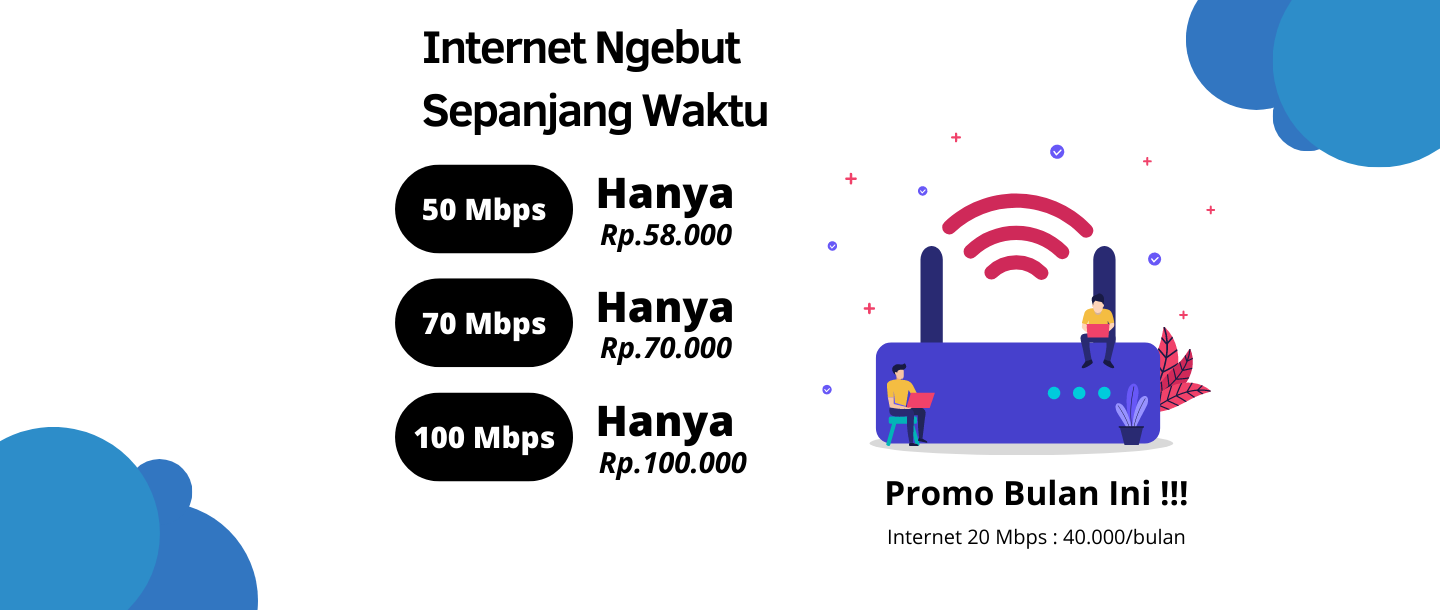 Internet Ngebut
Sepanjang Waktu
50 Mbps
Hanya
Rp.58.000
70 Mbps
Hanya
Rp.70.000
100 Mbps
Hanya
Rp.100.000
Promo Bulan Ini !!!
Internet 20 Mbps : 40.000/bulan